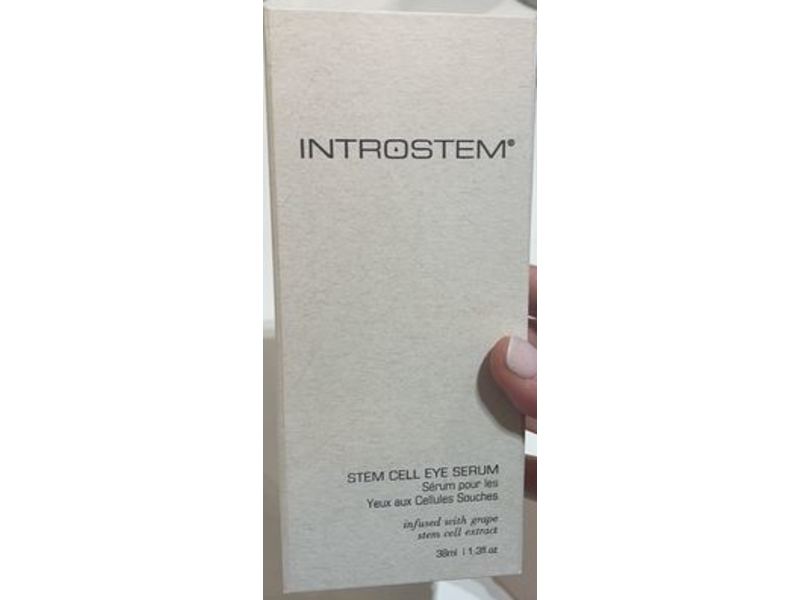 INTROSTEM®
STEM CELL EYE SERUM
Sérum pour les
Yeux aux Cellules Souches
infused with grape
stem cell extract
38ml | 1.3fl.oz